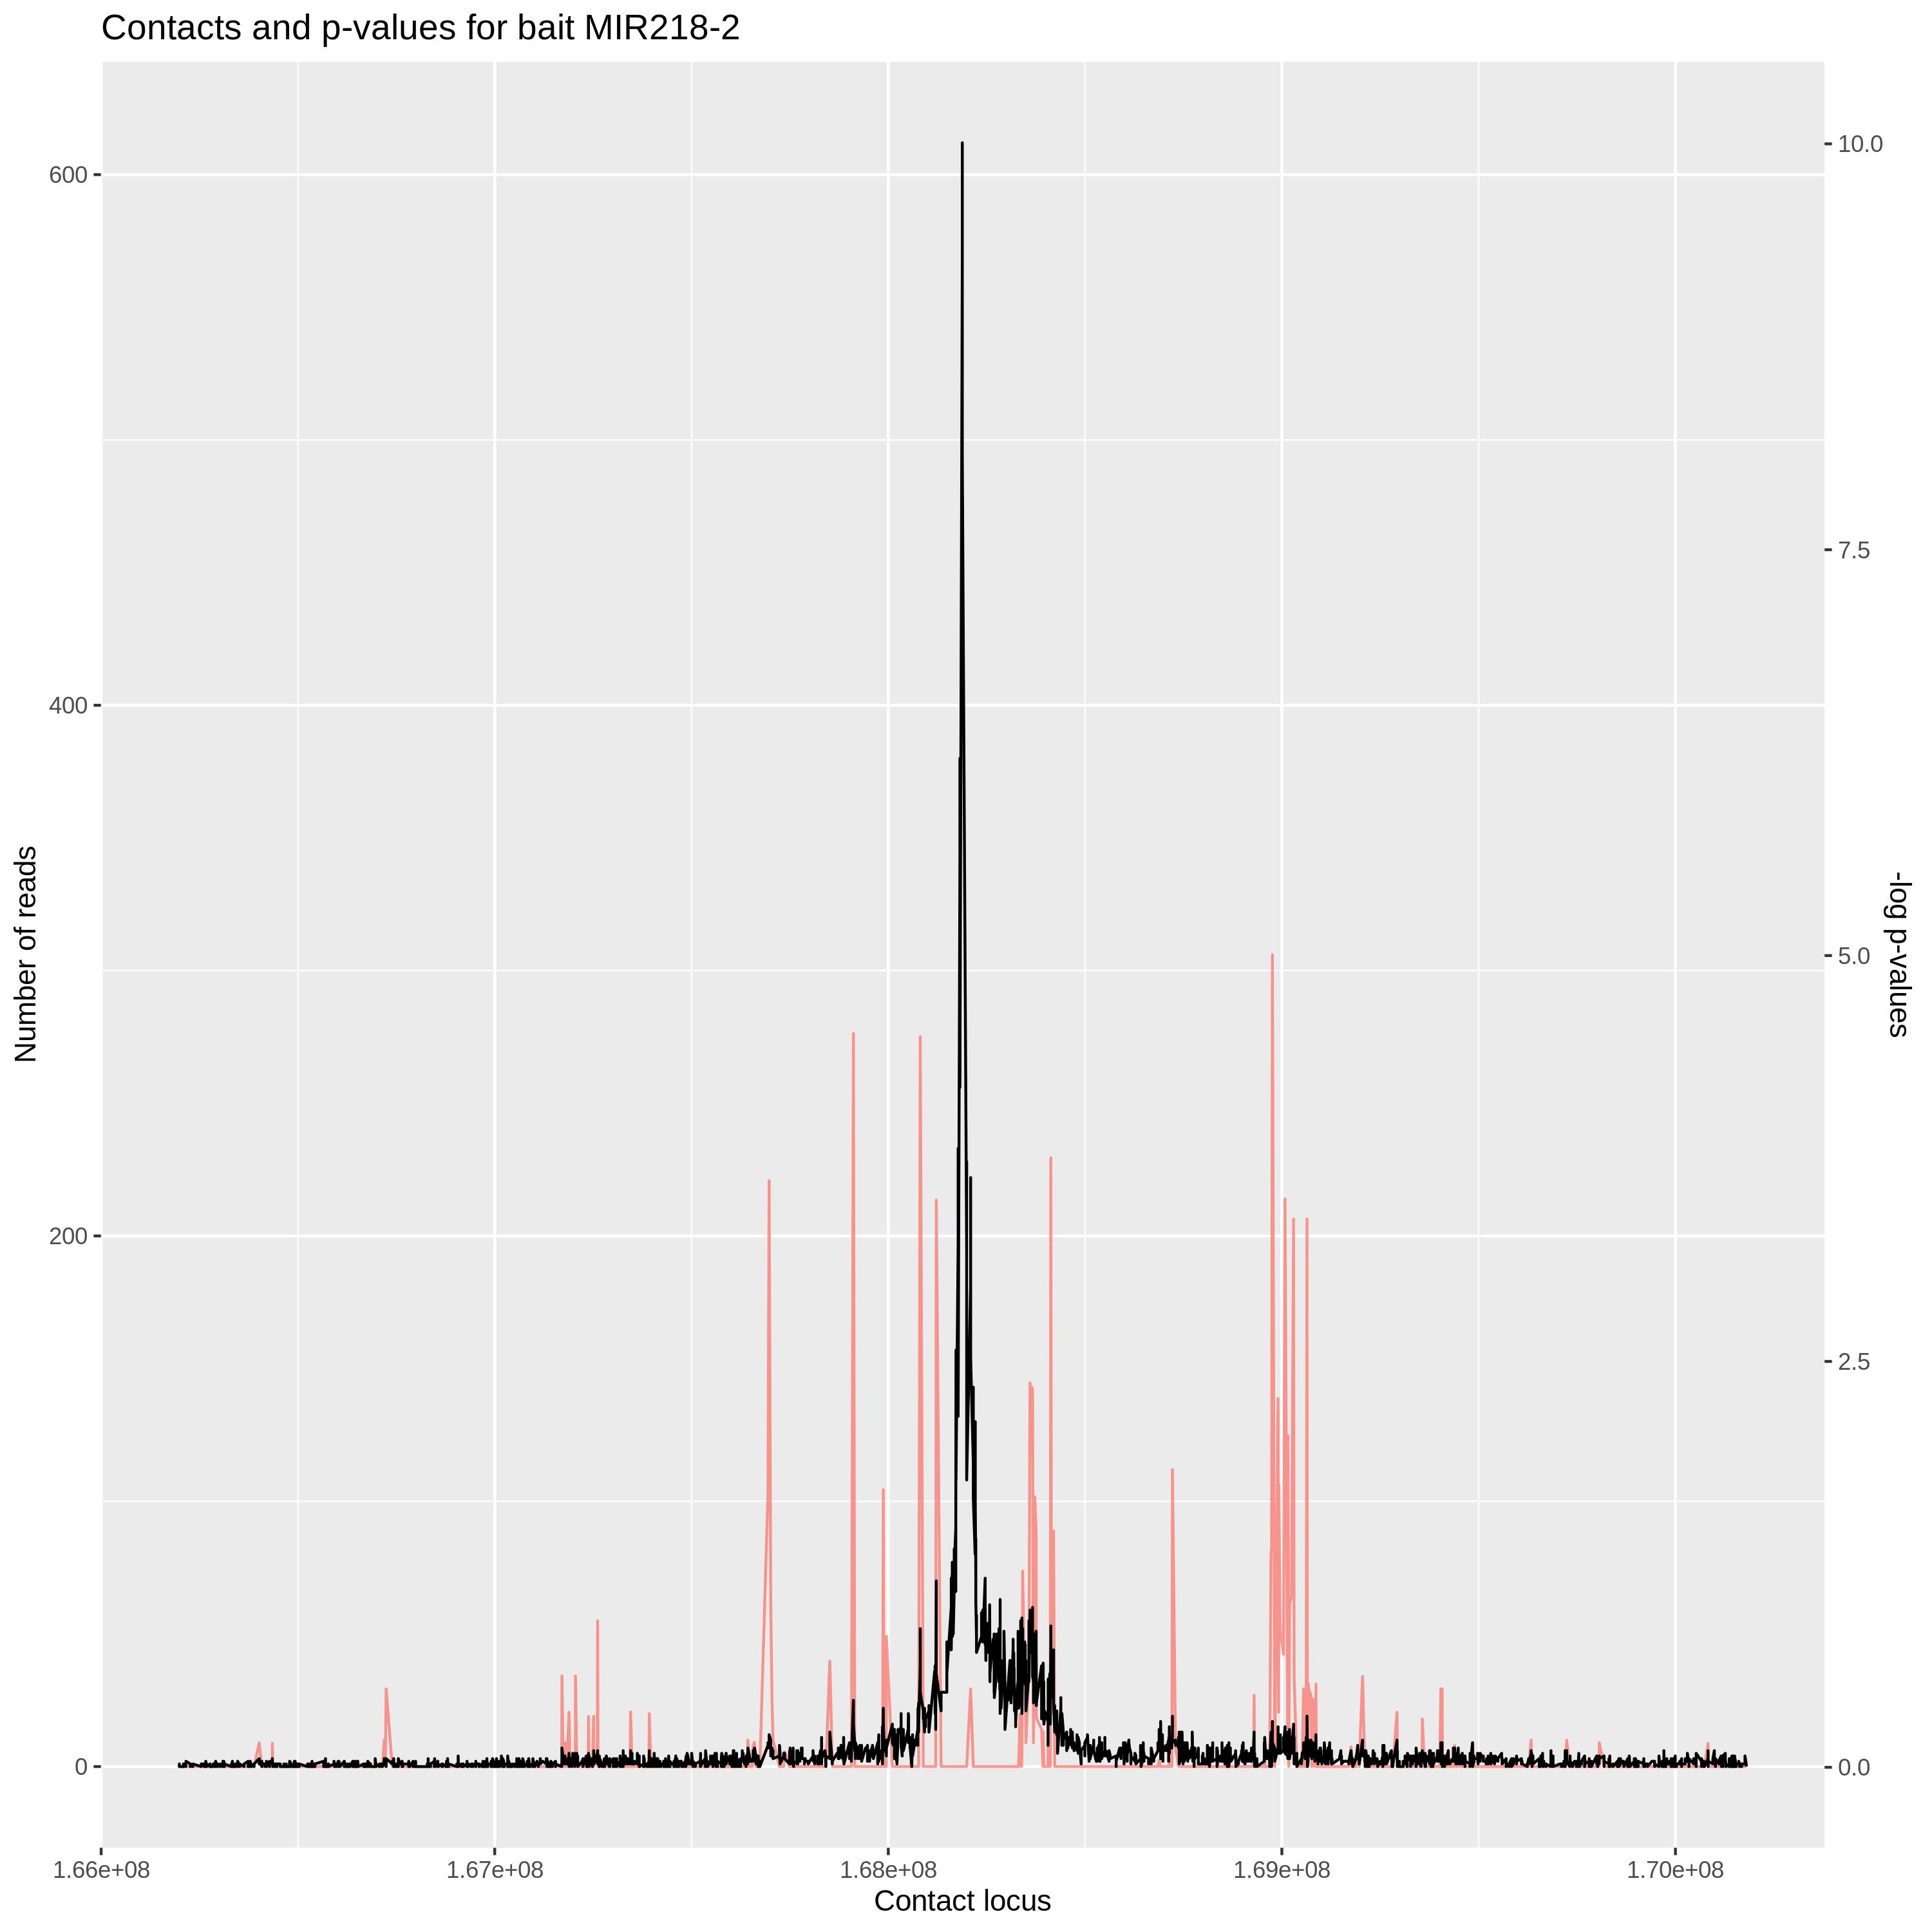 Contacts and p-values for bait MIR218-2
600
400
200
0
Number of reads
10.0
7.5
5.0
2.5
0.0
-log p-values
1.66e+08 1.67e+08 1.68e+08 1.69e+08 1.70e+08
Contact locus